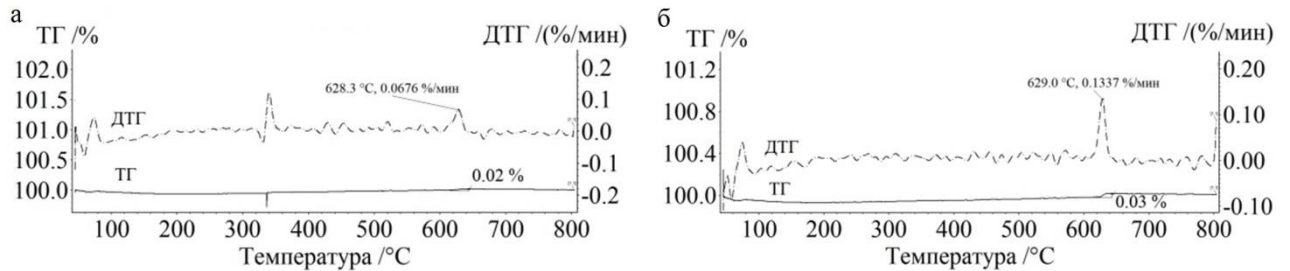 а
ТГ /%
ДТГ /(%/мин)
102.0
101.5
101.0
100.5
100.0
0.2
0.1
0.0
-0.1
-0.2
628.3 °C, 0.0676 %/мин
ДТГ
ТГ
0.02 %
100 200 300 400 500 600 700 800
Температура /°C
б
ТГ /%
ДТГ /(%/мин)
101.2
100.8
100.4
100.0
0.20
0.10
0.00
-0.10
629.0 °C, 0.1337 %/мин
ДТГ
ТГ
0.03 %
100 200 300 400 500 600 700 800
Температура /°C